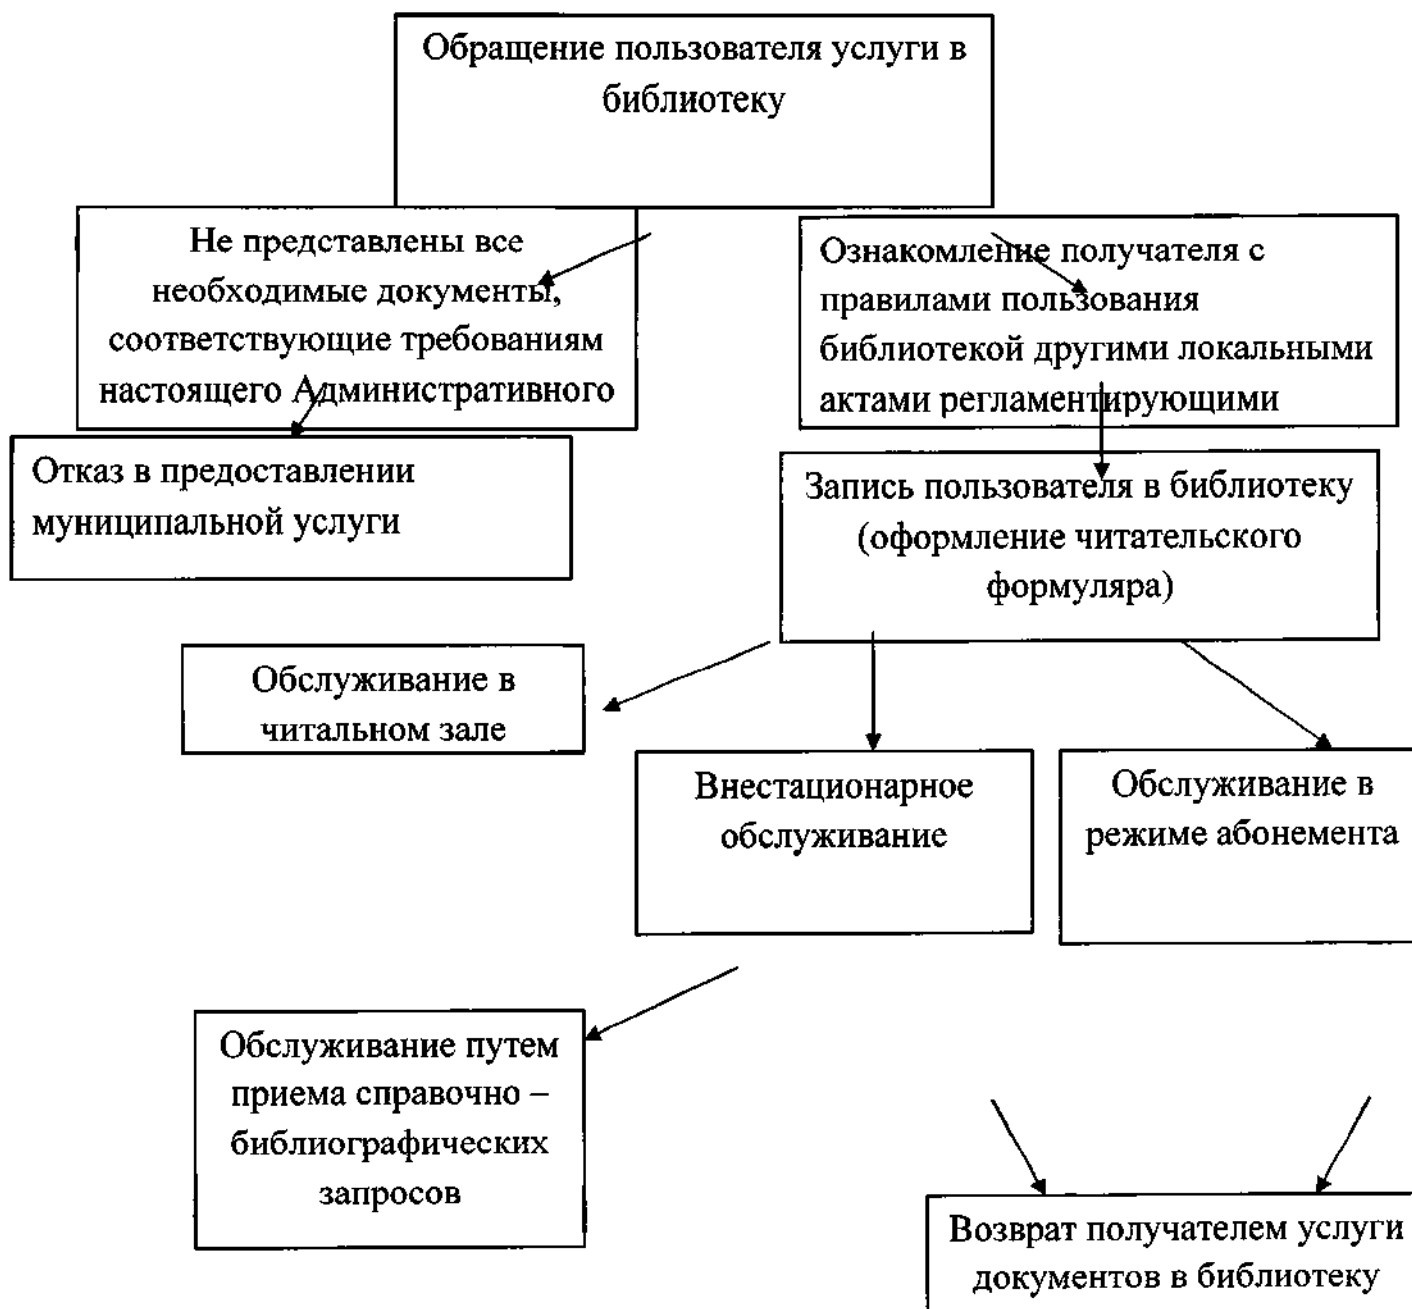 Обращение пользователя услуги в
библиотеку
Не представлены все
необходимые документы,
соответствующие требованиям
настоящего Административного
Ознакомление получателя с
правилами пользования
библиотекой другими локальными
актами регламентирующими
Отказ в предоставлении
муниципальной услуги
Запись пользователя в библиотеку
(оформление читательского
формуляра)
Обслуживание в
читальном зале
Внестационарное
обслуживание
Обслуживание в
режиме абонемента
Обслуживание путем
приема справочно –
библиографических
запросов
Возврат получателем услуги
документов в библиотеку